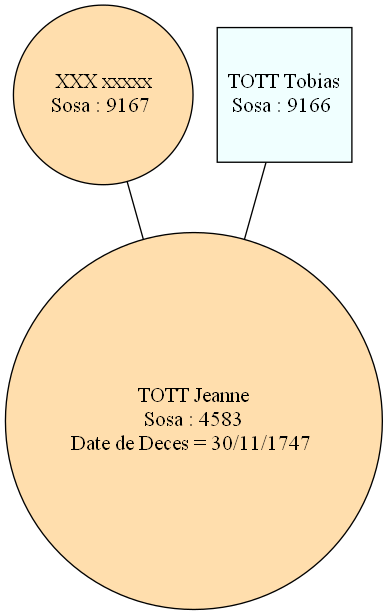 XXX xxxxx
Sosa : 9167
TOTT Tobias
Sosa : 9166
TOTT Jeanne
Sosa : 4583
Date de Deces = 30/11/1747